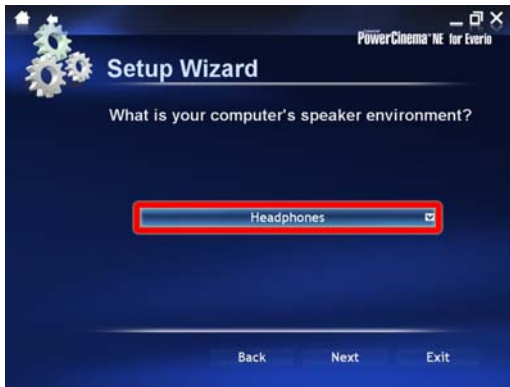 PowerCinema NE for Everio
Setup Wizard
What is your computer's speaker environment?
Headphones
Back Next Exit